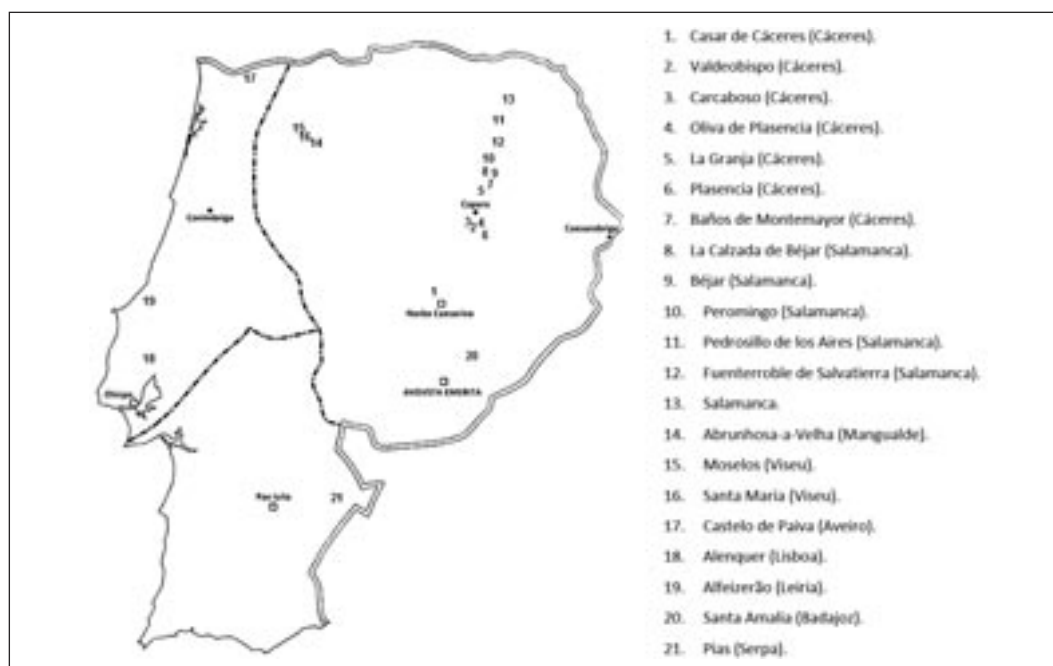 17
13
11
12
15
16
14
10
8 9
7
5
Capera
4
6
Conimbriga
19
1
Norba Caesarina
18
20
Olisipo
AVGVSTA EMERITA
Pax Iulia
21
1. Casar de Cáceres (Cáceres).
2. Valdeobispo (Cáceres).
3. Carcaboso (Cáceres).
4. Oliva de Plasencia (Cáceres).
5. La Granja (Cáceres).
6. Plasencia (Cáceres).
7. Baños de Montemayor (Cáceres).
8. La Calzada de Béjar (Salamanca).
9. Béjar (Salamanca).
10. Peromingo (Salamanca).
11. Pedrosillo de los Aires (Salamanca).
12. Fuenterroble de Salvatierra (Salamanca).
13. Salamanca.
14. Abrunhosa-a-Velha (Mangualde).
15. Moselos (Viseu).
16. Santa Maria (Viseu).
17. Castelo de Paiva (Aveiro).
18. Alenquer (Lisboa).
19. Alfeizerão (Leiria).
20. Santa Amalia (Badajoz).
21. Pias (Serpa).